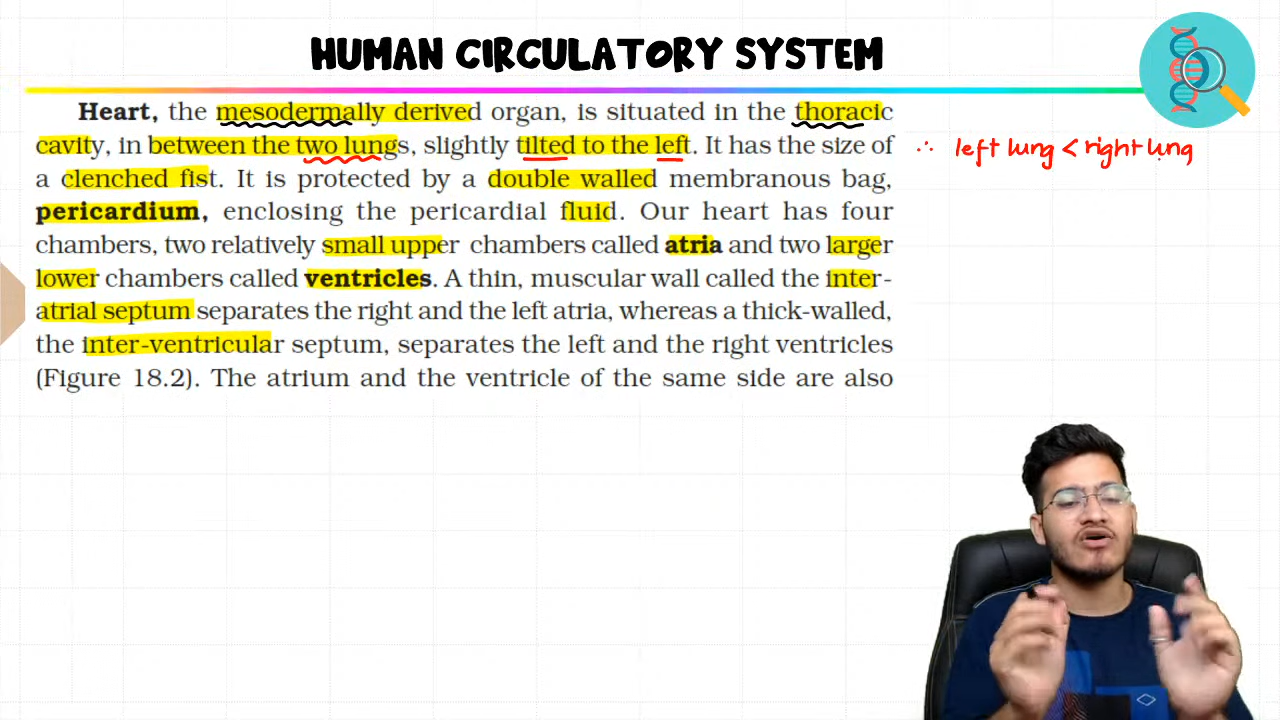 HUMAN CIRCULATORY SYSTEM
Heart, the mesodermally derived organ, is situated in the thoracic
cavity, in between the two lungs, slightly tilted to the left. It has the size of
a clenched fist. It is protected by a double walled membranous bag,
pericardium, enclosing the pericardial fluid. Our heart has four
chambers, two relatively small upper chambers called atria and two larger
lower chambers called ventricles. A thin, muscular wall called the inter-
atrial septum separates the right and the left atria, whereas a thick-walled,
the inter-ventricular septum, separates the left and the right ventricles
(Figure 18.2). The atrium and the ventricle of the same side are also
∴ left lung < right lung